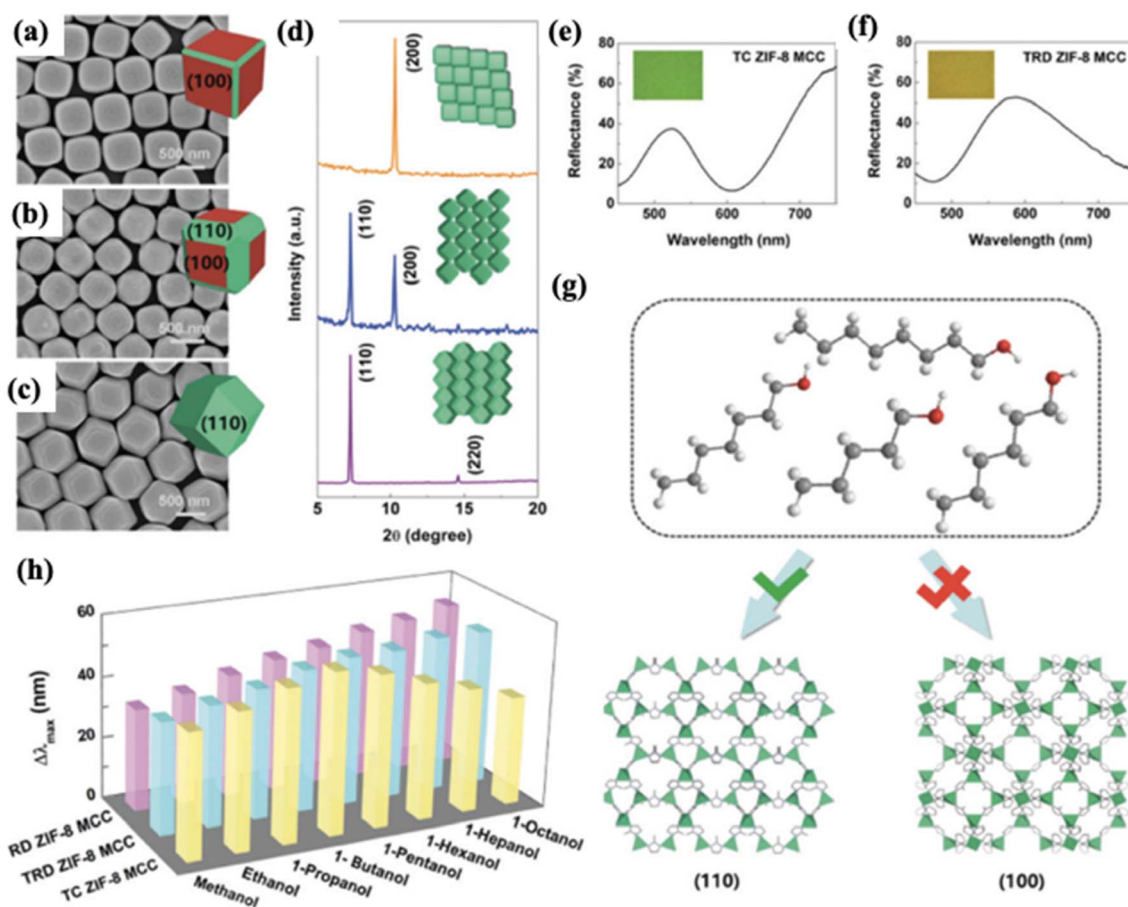 (a)
(100)
500 nm
(b)
(110)
(100)
500 nm
(c)
(110)
500 nm
(d)
(200)
(110)
(200)
(110)
(220)
Intensity (a.u.)
5 10 15 20
2θ (degree)
(e)
TC ZIF-8 MCC
80
60
40
20
0
Reflectance (%)
500 600 700
Wavelength (nm)
(f)
TRD ZIF-8 MCC
80
60
40
20
0
Reflectance (%)
500 600 700
Wavelength (nm)
(g)
(110)
(100)
(h)
60
40
20
0
Δλmax (nm)
RD ZIF-8 MCC
TRD ZIF-8 MCC
TC ZIF-8 MCC
Methanol
Ethanol
1-Propanol
1- Butanol
1-Pentanol
1-Hexanol
1-Hepanol
1-Octanol